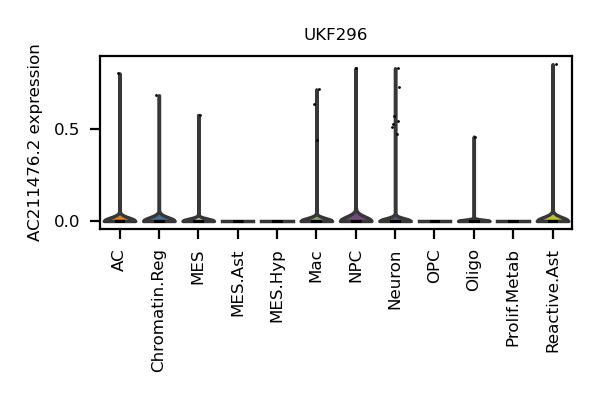 UKF296
AC211476.2 expression
0.5
0.0
AC
Chromatin.Reg
MES
MES.Ast
MES.Hyp
Mac
NPC
Neuron
OPC
Oligo
Prolif.Metab
Reactive.Ast